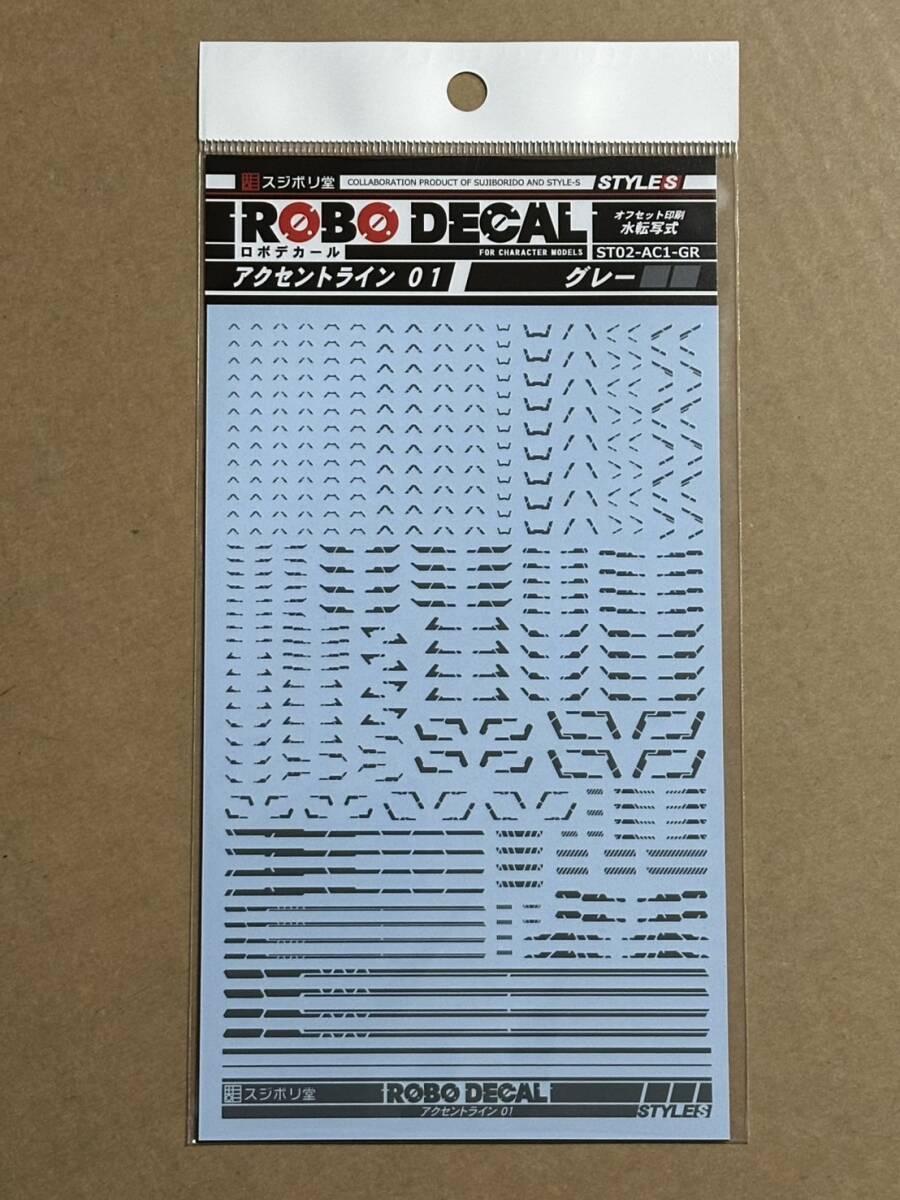 スジボリ堂 COLLABORATION PRODUCT OF SUJIBORIDO AND STYLE-S STYLE S
ROBO DECAL オフセット印刷
水転写式
ロボデカール FOR CHARACTER MODELS ST02-AC1-GR
アクセントライン 01 グレー
スジボリ堂 ROBO DECAL
アクセントライン 01 STYLE S